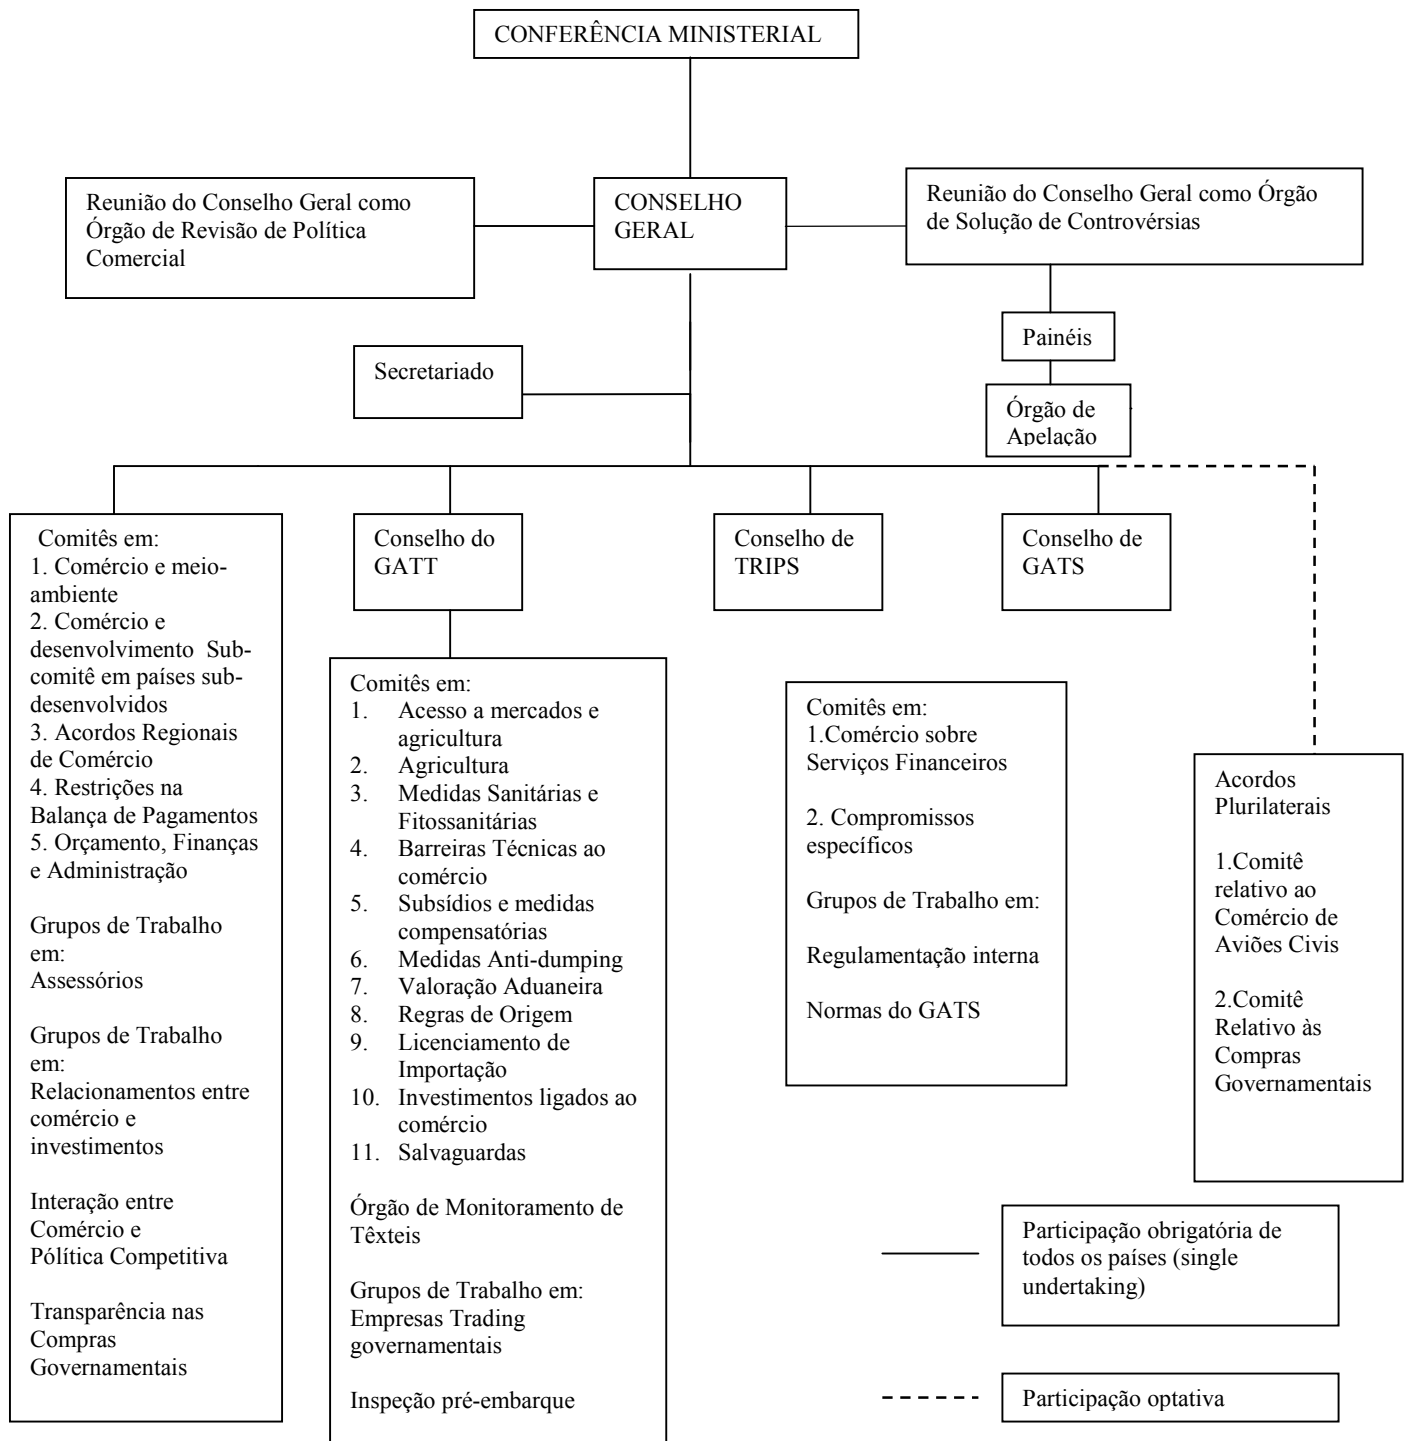 CONFERÊNCIA MINISTERIAL
Reunião do Conselho Geral como
Órgão de Revisão de Política
Comercial
CONSELHO
GERAL
Reunião do Conselho Geral como Órgão
de Solução de Controvérsias
Painéis
Secretariado
Órgão de
Apelação
Comitês em:
1. Comércio e meio-
ambiente
2. Comércio e
desenvolvimento Sub-
comitê em países sub-
desenvolvidos
3. Acordos Regionais
de Comércio
4. Restrições na
Balança de Pagamentos
5. Orçamento, Finanças
e Administração
Grupos de Trabalho
em:
Assessórios
Grupos de Trabalho
em:
Relacionamentos entre
comércio e
investimentos
Interação entre
Comércio e
Pólítica Competitiva
Transparência nas
Compras
Governamentais
Conselho do
GATT
Comitês em:
1. Acesso a mercados e
agricultura
2. Agricultura
3. Medidas Sanitárias e
Fitossanitárias
4. Barreiras Técnicas ao
comércio
5. Subsídios e medidas
compensatórias
6. Medidas Anti-dumping
7. Valoração Aduaneira
8. Regras de Origem
9. Licenciamento de
Importação
10. Investimentos ligados ao
comércio
11. Salvaguardas
Órgão de Monitoramento de
Têxteis
Grupos de Trabalho em:
Empresas Trading
governamentais
Inspeção pré-embarque
Conselho de
TRIPS
Conselho de
GATS
Comitês em:
1.Comércio sobre
Serviços Financeiros
2. Compromissos
específicos
Grupos de Trabalho em:
Regulamentação interna
Normas do GATS
Acordos
Plurilaterais
1.Comitê
relativo ao
Comércio de
Aviões Civis
2.Comitê
Relativo às
Compras
Governamentais
Participação obrigatória de
todos os países (single
undertaking)
Participação optativa